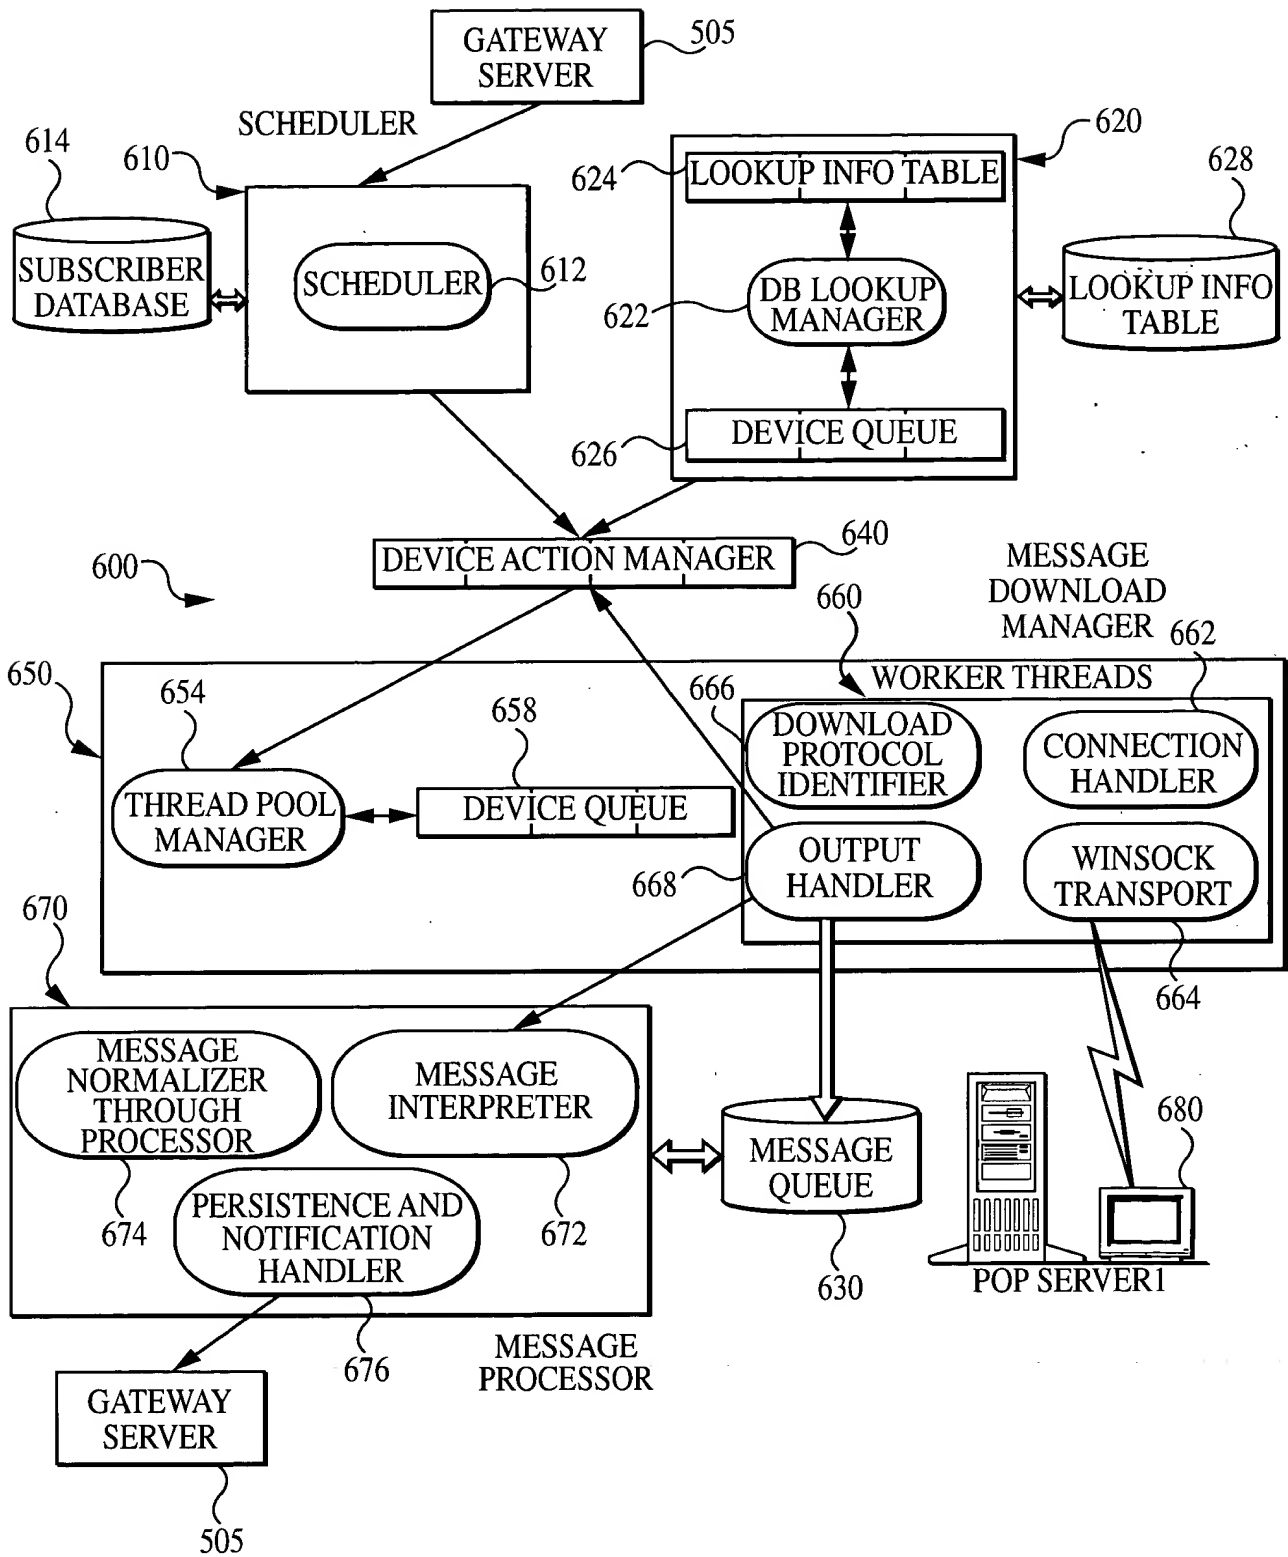 GATEWAY
SERVER
505
SCHEDULER
614
610
620
624
LOOKUP INFO TABLE
628
SUBSCRIBER
DATABASE
SCHEDULER
612
622
DB LOOKUP
MANAGER
LOOKUP INFO
TABLE
626
DEVICE QUEUE
DEVICE ACTION MANAGER
640
600
MESSAGE
DOWNLOAD
MANAGER
660
662
650
654
658
666
WORKER THREADS
DOWNLOAD
PROTOCOL
IDENTIFIER
CONNECTION
HANDLER
THREAD POOL
MANAGER
DEVICE QUEUE
668
OUTPUT
HANDLER
WINSOCK
TRANSPORT
670
664
MESSAGE
NORMALIZER
THROUGH
PROCESSOR
MESSAGE
INTERPRETER
674
672
PERSISTENCE AND
NOTIFICATION
HANDLER
MESSAGE
QUEUE
680
630
POP SERVER1
676
MESSAGE
PROCESSOR
GATEWAY
SERVER
505